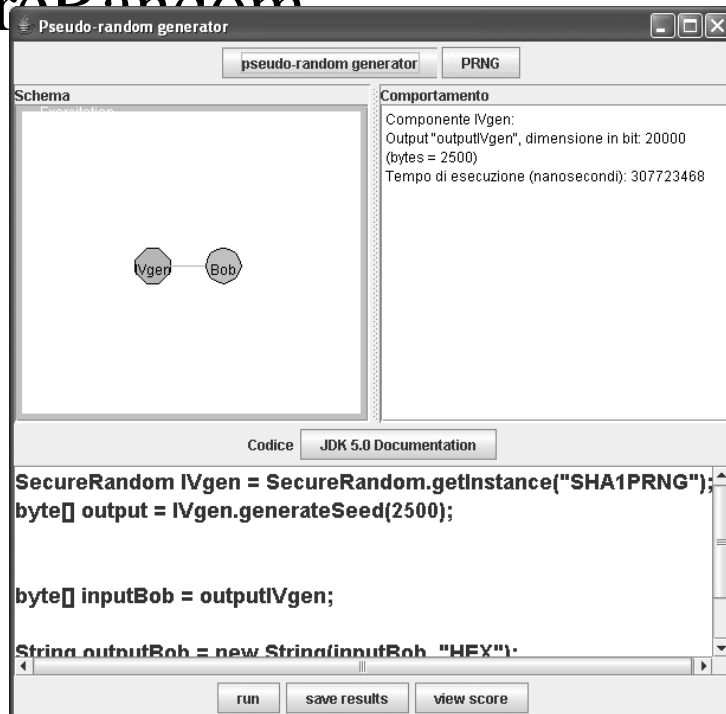 Pseudo-random generator
pseudo-random generator PRNG
Schema
Comportamento
Componente IVgen:
Output "outputIVgen", dimensione in bit: 20000
(bytes = 2500)
Tempo di esecuzione (nanosecondi): 307723468
IVgen Bob
Codice JDK 5.0 Documentation
SecureRandom IVgen = SecureRandom.getInstance("SHA1PRNG");
byte[] output = IVgen.generateSeed(2500);
byte[] inputBob = outputIVgen;
String outputBob = new String(inputBob, "HEX");
run save results view score